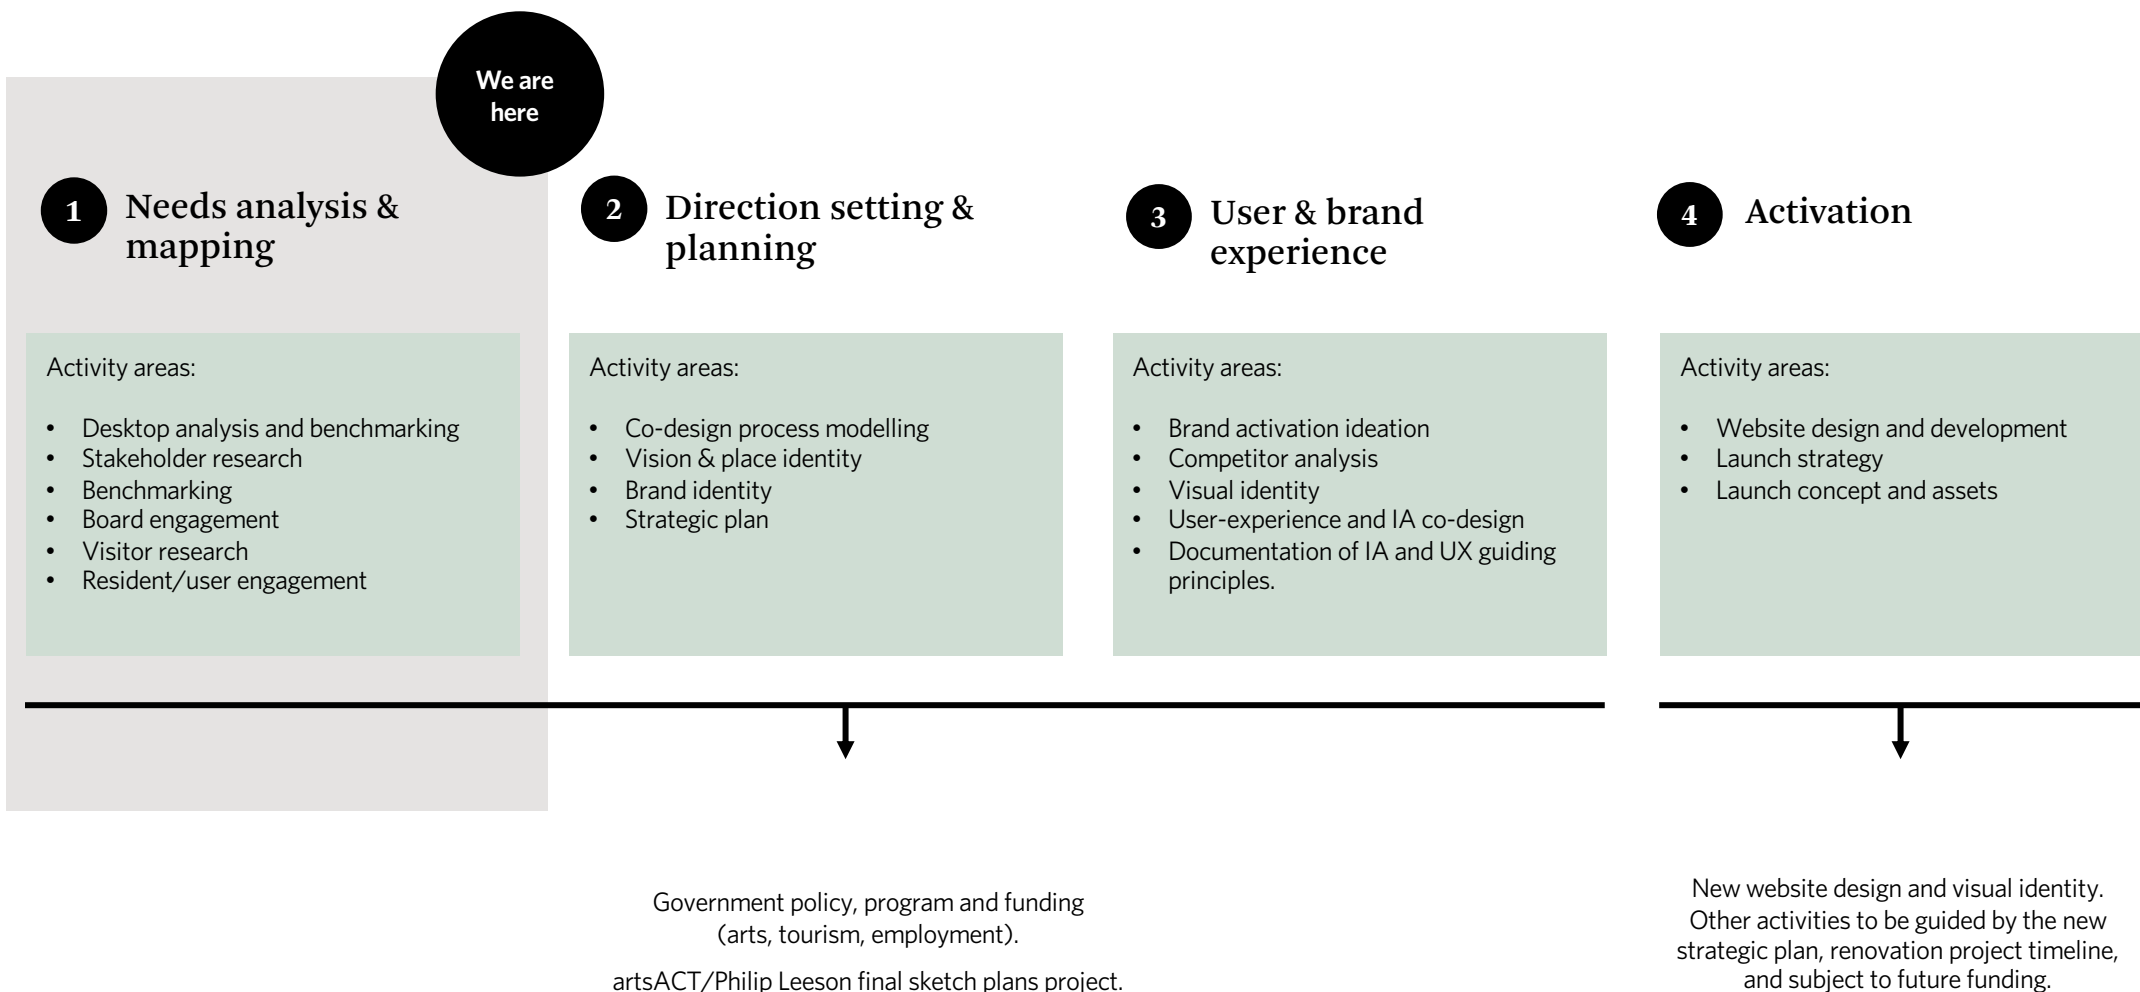 We are
here
1
Needs analysis &
mapping
2
Direction setting &
planning
3
User & brand
experience
4
Activation
Activity areas:
• Desktop analysis and benchmarking
• Stakeholder research
• Benchmarking
• Board engagement
• Visitor research
• Resident/user engagement
Activity areas:
• Co-design process modelling
• Vision & place identity
• Brand identity
• Strategic plan
Activity areas:
• Brand activation ideation
• Competitor analysis
• Visual identity
• User-experience and IA co-design
• Documentation of IA and UX guiding
principles.
Activity areas:
• Website design and development
• Launch strategy
• Launch concept and assets
Government policy, program and funding
(arts, tourism, employment).
artsACT/Philip Leeson final sketch plans project.
New website design and visual identity.
Other activities to be guided by the new
strategic plan, renovation project timeline,
and subject to future funding.